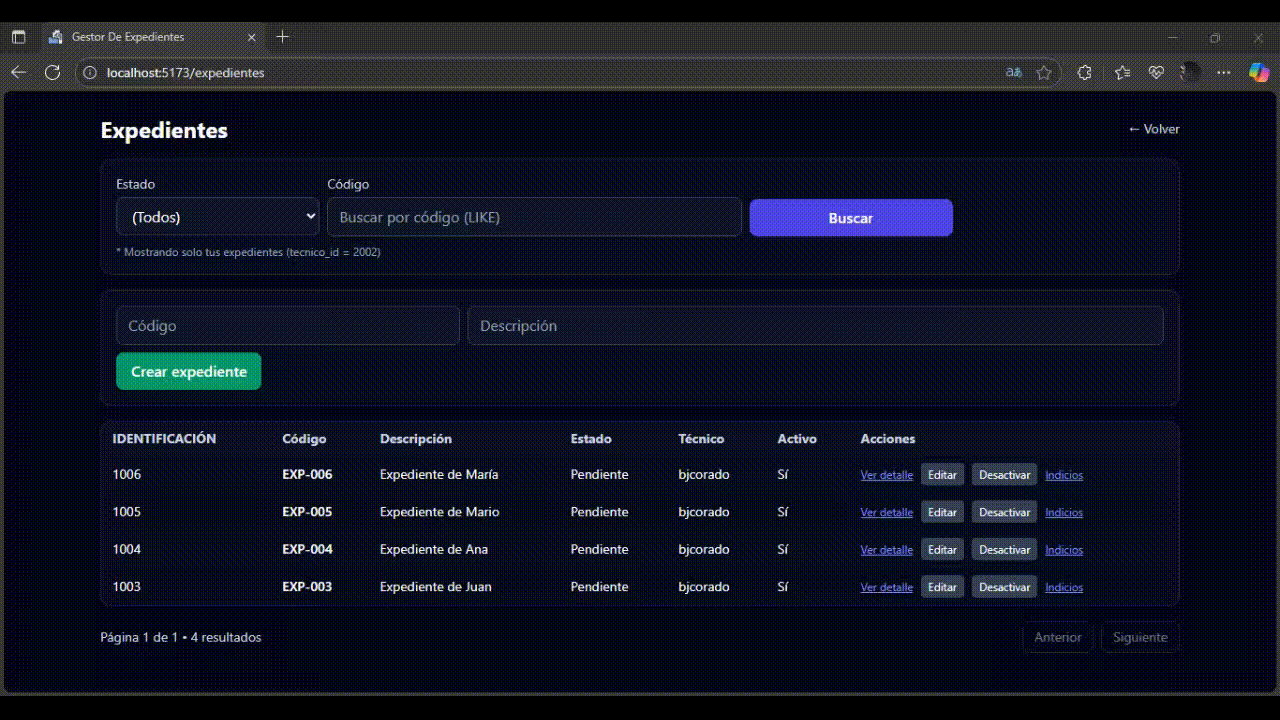 Gestor De Expedientes
localhost:5173/expedientes
Expedientes
← Volver
Estado Código
(Todos) Buscar por código (LIKE) Buscar
* Mostrando solo tus expedientes (tecnico_id = 2002)
Código Descripción
Crear expediente
IDENTIFICACIÓN Código Descripción Estado Técnico Activo Acciones
1006 EXP-006 Expediente de María Pendiente bjcorado Sí Ver detalle Editar Desactivar Indicios
1005 EXP-005 Expediente de Mario Pendiente bjcorado Sí Ver detalle Editar Desactivar Indicios
1004 EXP-004 Expediente de Ana Pendiente bjcorado Sí Ver detalle Editar Desactivar Indicios
1003 EXP-003 Expediente de Juan Pendiente bjcorado Sí Ver detalle Editar Desactivar Indicios
Página 1 de 1 • 4 resultados Anterior Siguiente